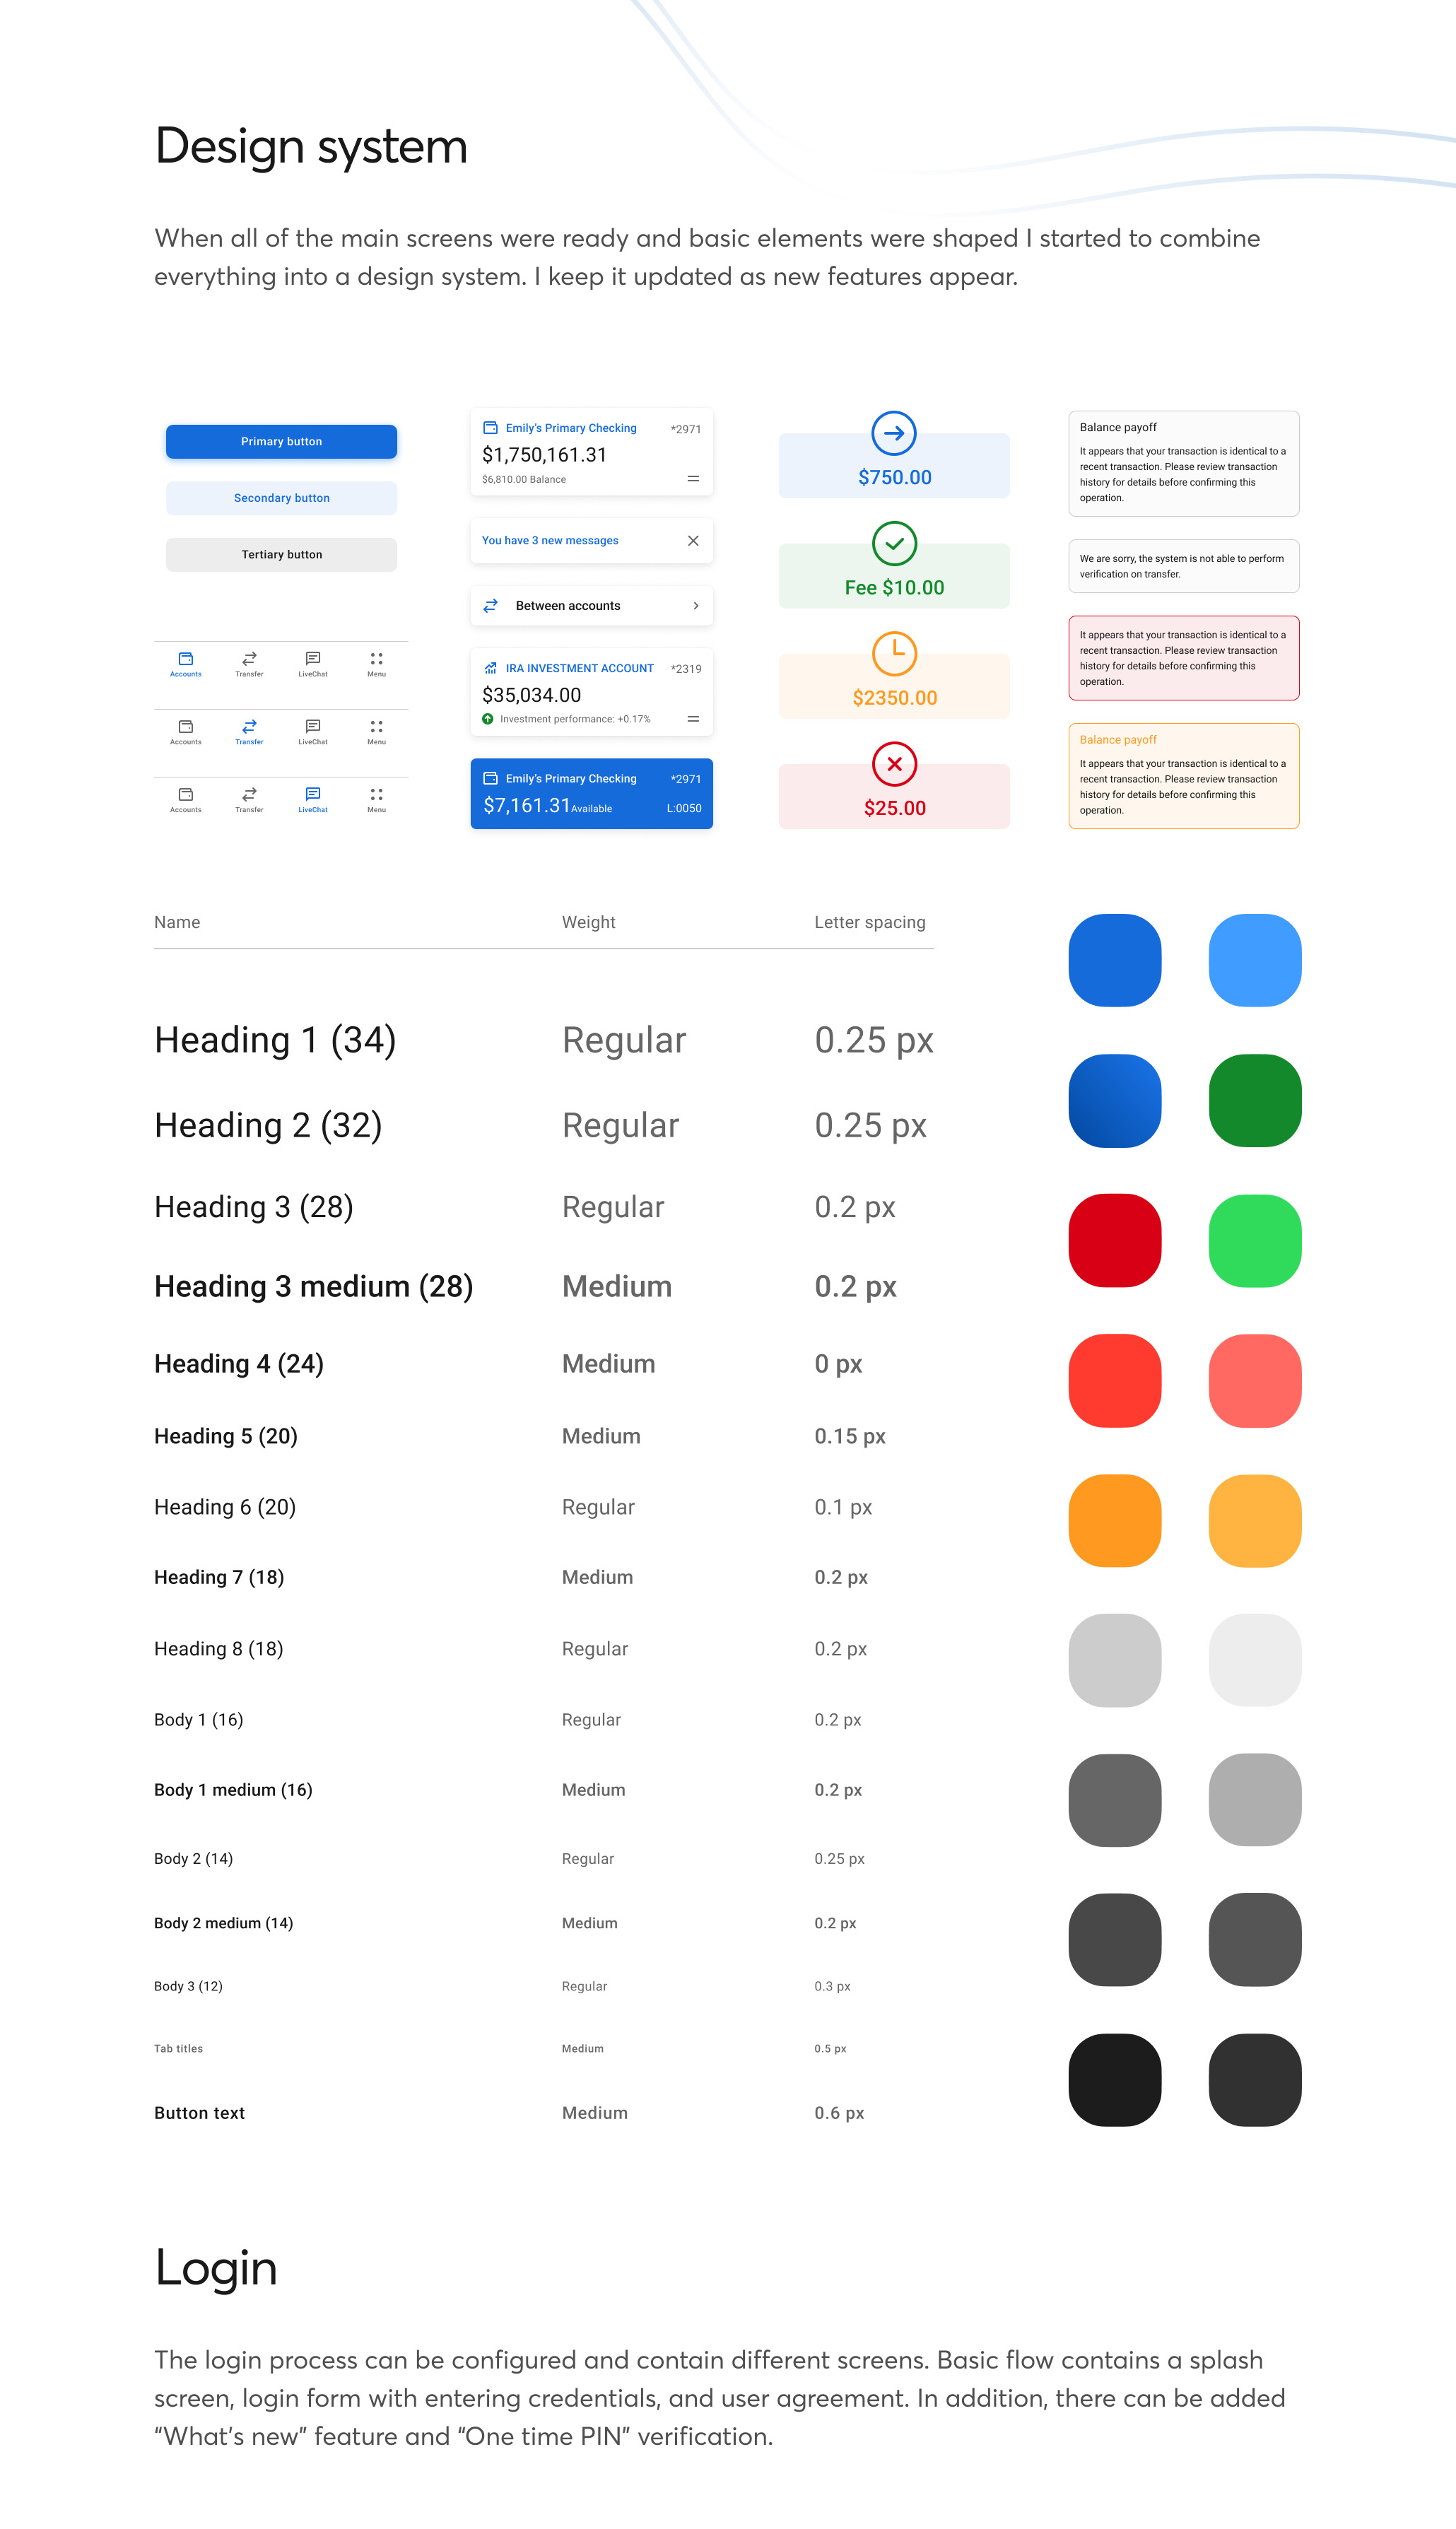 Design system
When all of the main screens were ready and basic elements were shaped I started to combine
everything into a design system. I keep it updated as new features appear.
Primary button
Secondary button
Tertiary button
Accounts Transfer LiveChat Menu
Accounts Transfer LiveChat Menu
Accounts Transfer LiveChat Menu
Emily's Primary Checking *2971
$1,750,161.31
$6,810.00 Balance
You have 3 new messages
Between accounts
IRA INVESTMENT ACCOUNT *2319
$35,034.00
Investment performance: +0.17%
Emily's Primary Checking *2971
$7,161.31 Available L:0050
$750.00
Fee $10.00
$2350.00
$25.00
Balance payoff
It appears that your transaction is identical to a
recent transaction. Please review transaction
history for details before confirming this
operation.
We are sorry, the system is not able to perform
verification on transfer.
It appears that your transaction is identical to a
recent transaction. Please review transaction
history for details before confirming this
operation.
Balance payoff
It appears that your transaction is identical to a
recent transaction. Please review transaction
history for details before confirming this
operation.
Name Weight Letter spacing
Heading 1 (34) Regular 0.25 px
Heading 2 (32) Regular 0.25 px
Heading 3 (28) Regular 0.2 px
Heading 3 medium (28) Medium 0.2 px
Heading 4 (24) Medium 0 px
Heading 5 (20) Medium 0.15 px
Heading 6 (20) Regular 0.1 px
Heading 7 (18) Medium 0.2 px
Heading 8 (18) Regular 0.2 px
Body 1 (16) Regular 0.2 px
Body 1 medium (16) Medium 0.2 px
Body 2 (14) Regular 0.25 px
Body 2 medium (14) Medium 0.2 px
Body 3 (12) Regular 0.3 px
Tab titles Medium 0.5 px
Button text Medium 0.6 px
Login
The login process can be configured and contain different screens. Basic flow contains a splash
screen, login form with entering credentials, and user agreement. In addition, there can be added
“What's new” feature and “One time PIN” verification.